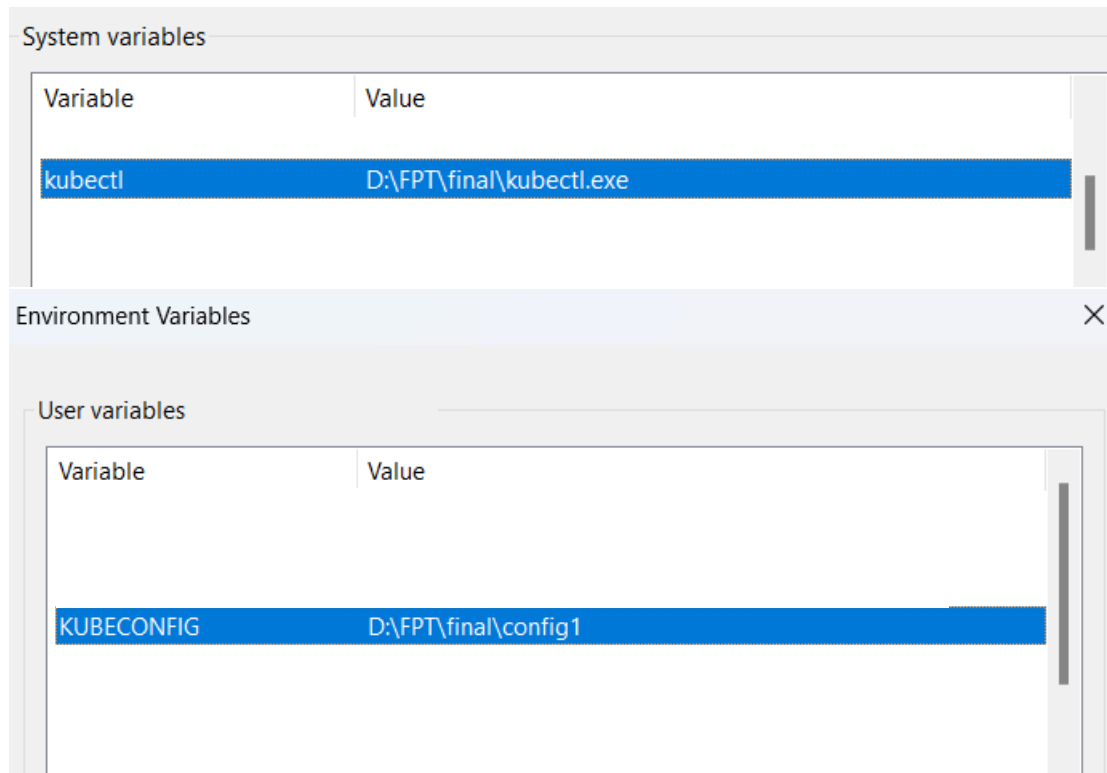 System variables
Variable Value
kubectl D:\FPT\final\kubectl.exe
Environment Variables
User variables
Variable Value
KUBECONFIG D:\FPT\final\config1